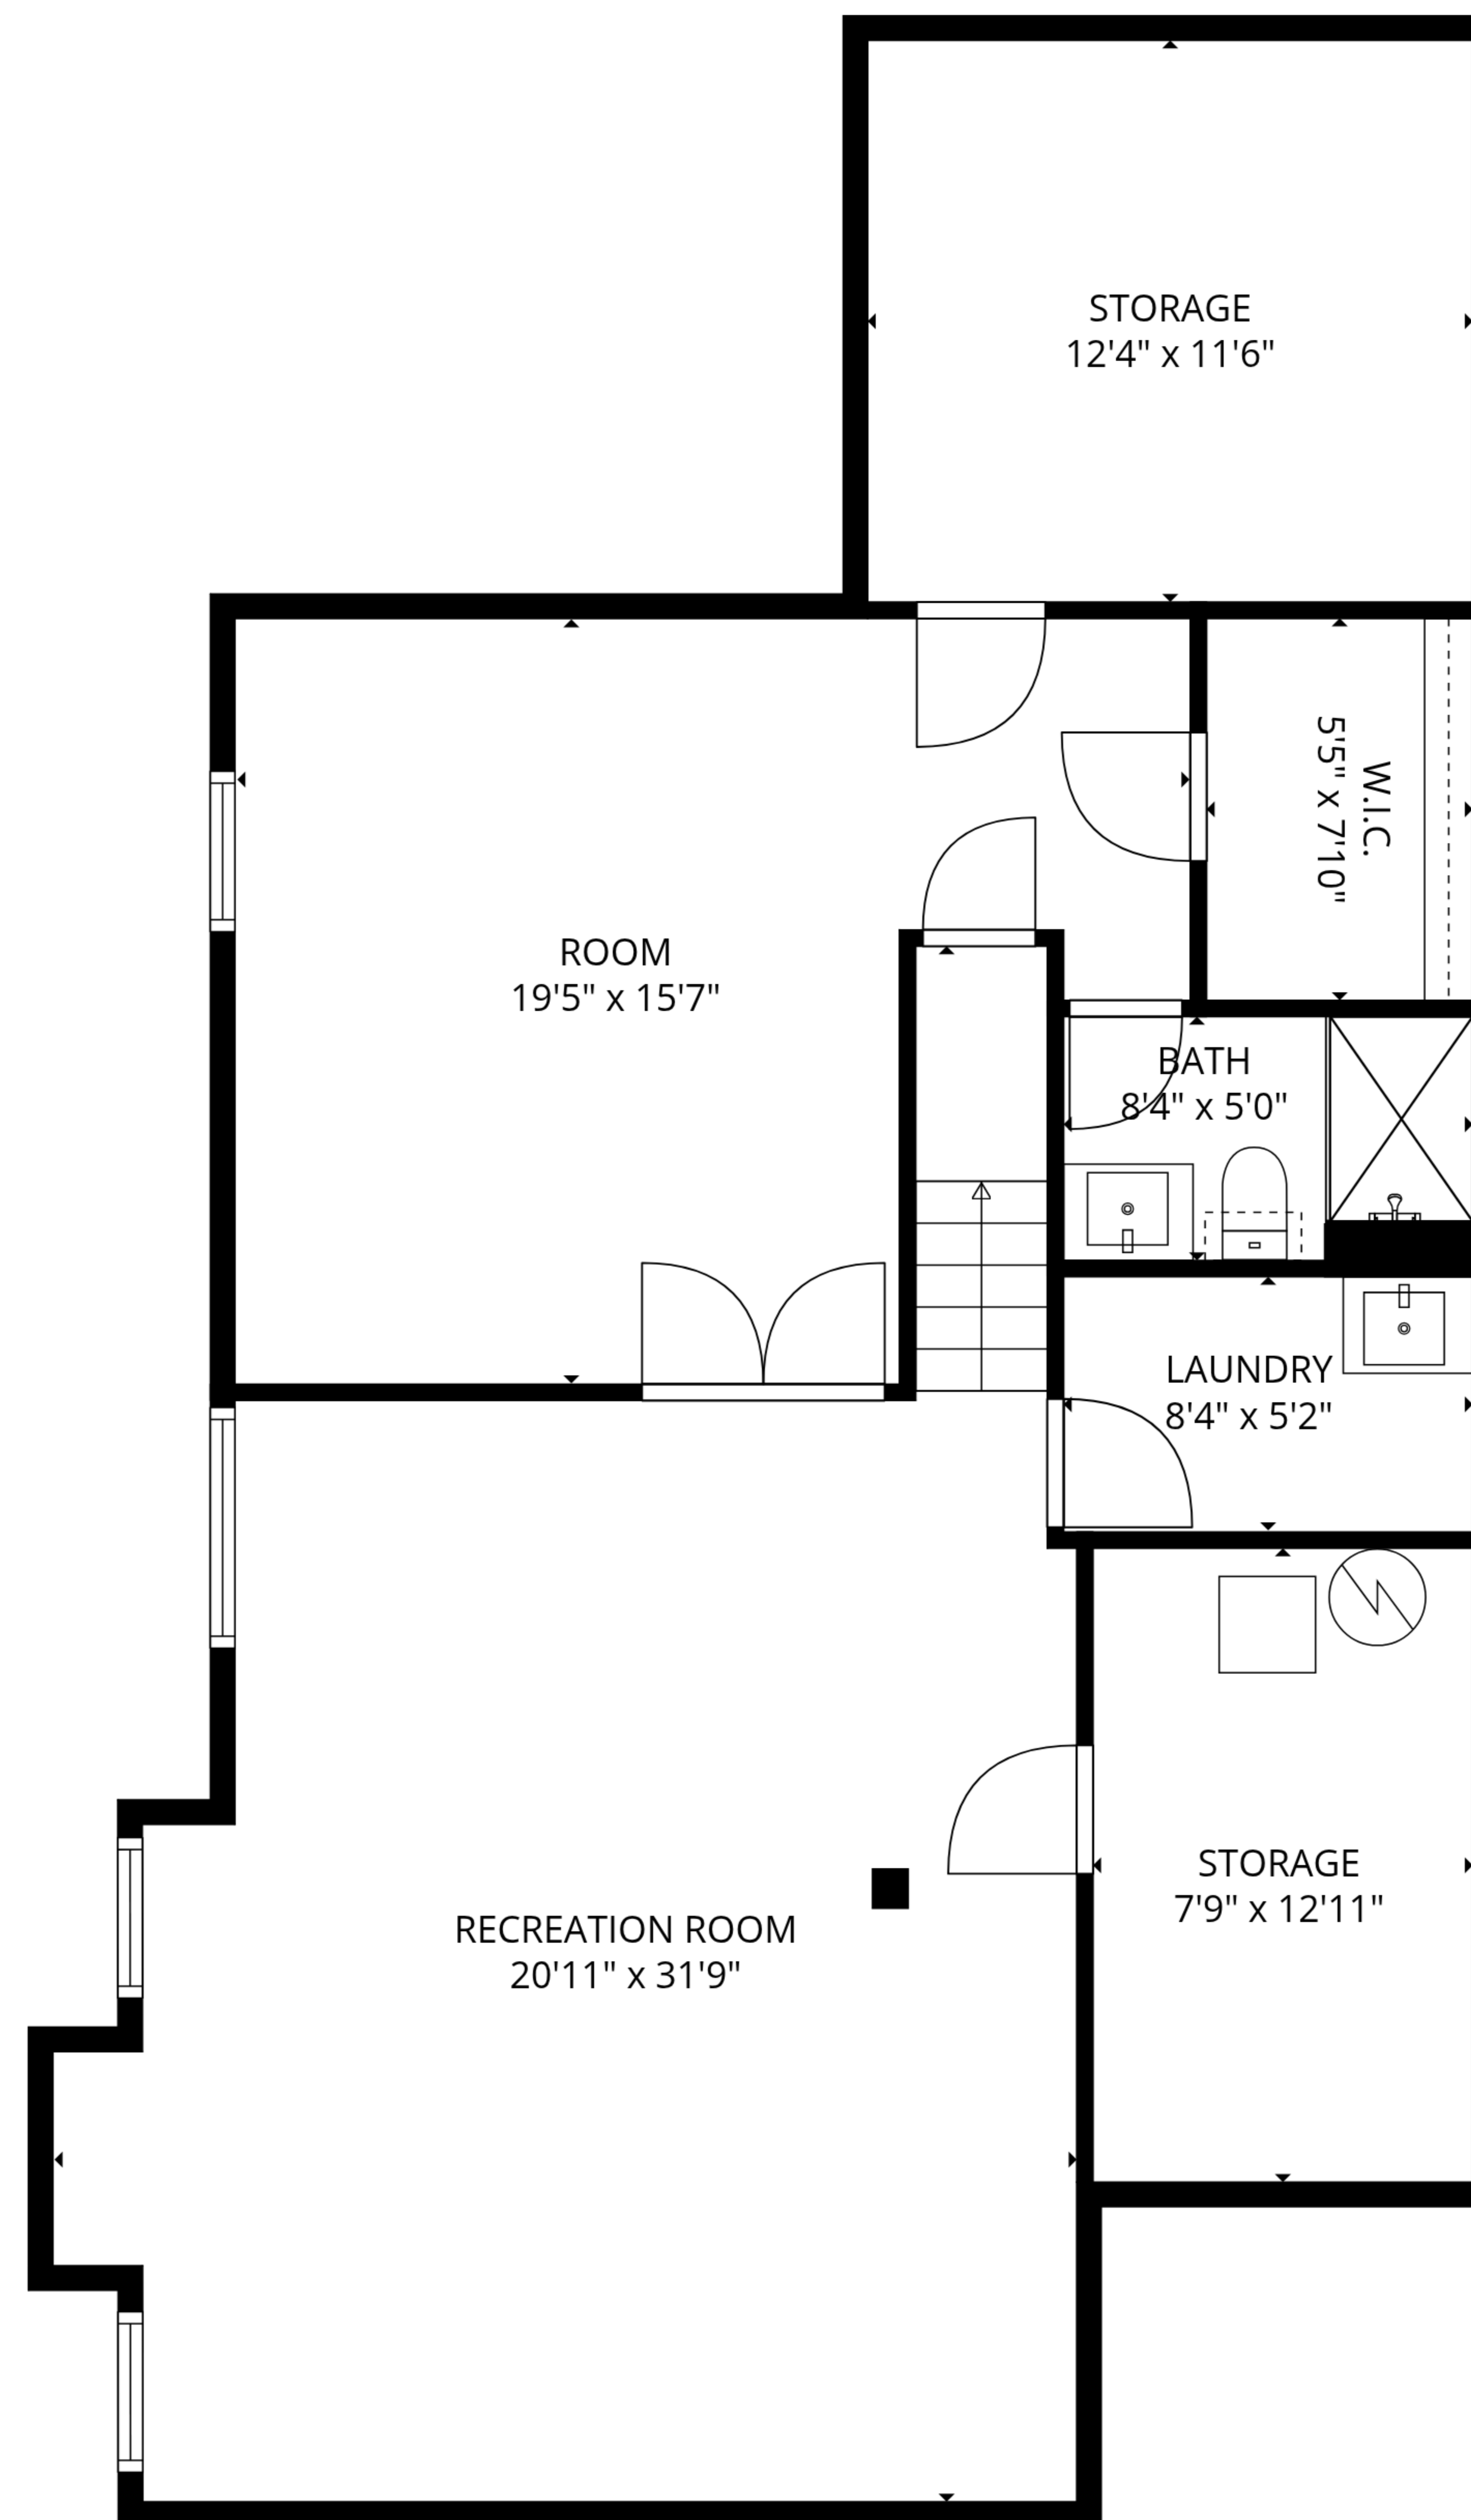 STORAGE
12'4" x 11'6"
W.I.C.
5'5" x 7'10"
ROOM
19'5" x 15'7"
BATH
8'4" x 5'0"
LAUNDRY
8'4" x 5'2"
STORAGE
7'9" x 12'11"
RECREATION ROOM
20'11" x 31'9"